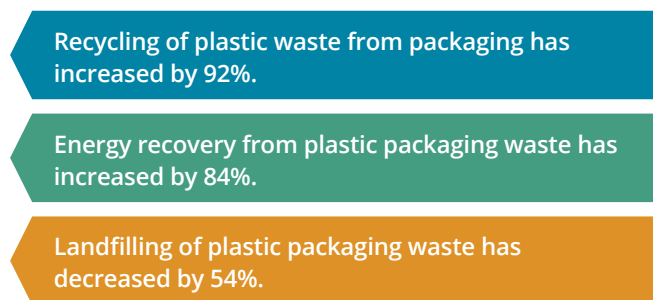 Recycling of plastic waste from packaging has
increased by 92%.
Energy recovery from plastic packaging waste has
increased by 84%.
Landfilling of plastic packaging waste has
decreased by 54%.